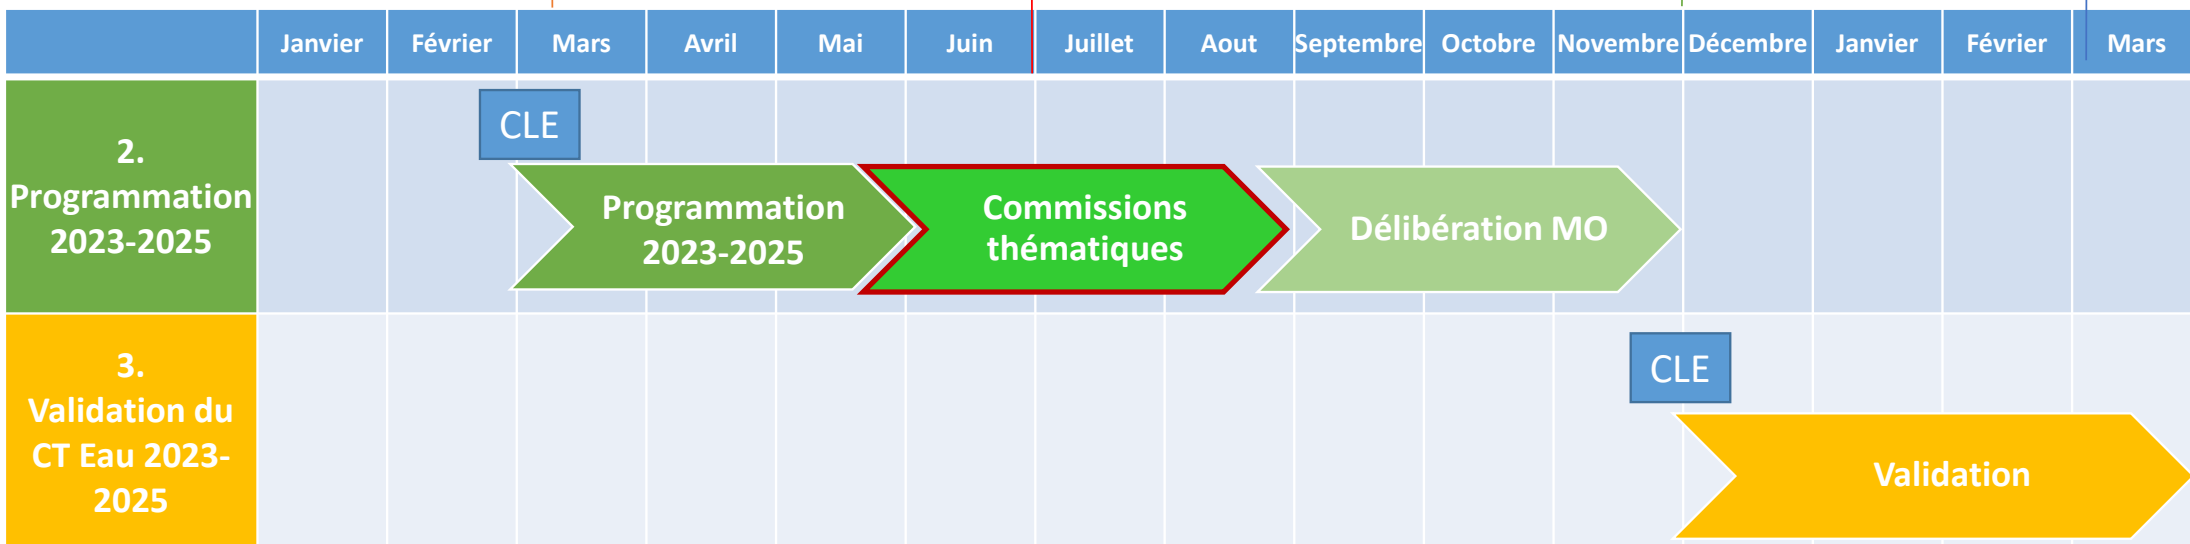 Janvier Février Mars Avril Mai Juin Juillet Aout Septembre Octobre Novembre Décembre Janvier Février Mars
2.
Programmation
2023-2025
CLE
Programmation
2023-2025
Commissions
thématiques
Délibération MO
3.
Validation du
CT Eau 2023-
2025
CLE
Validation